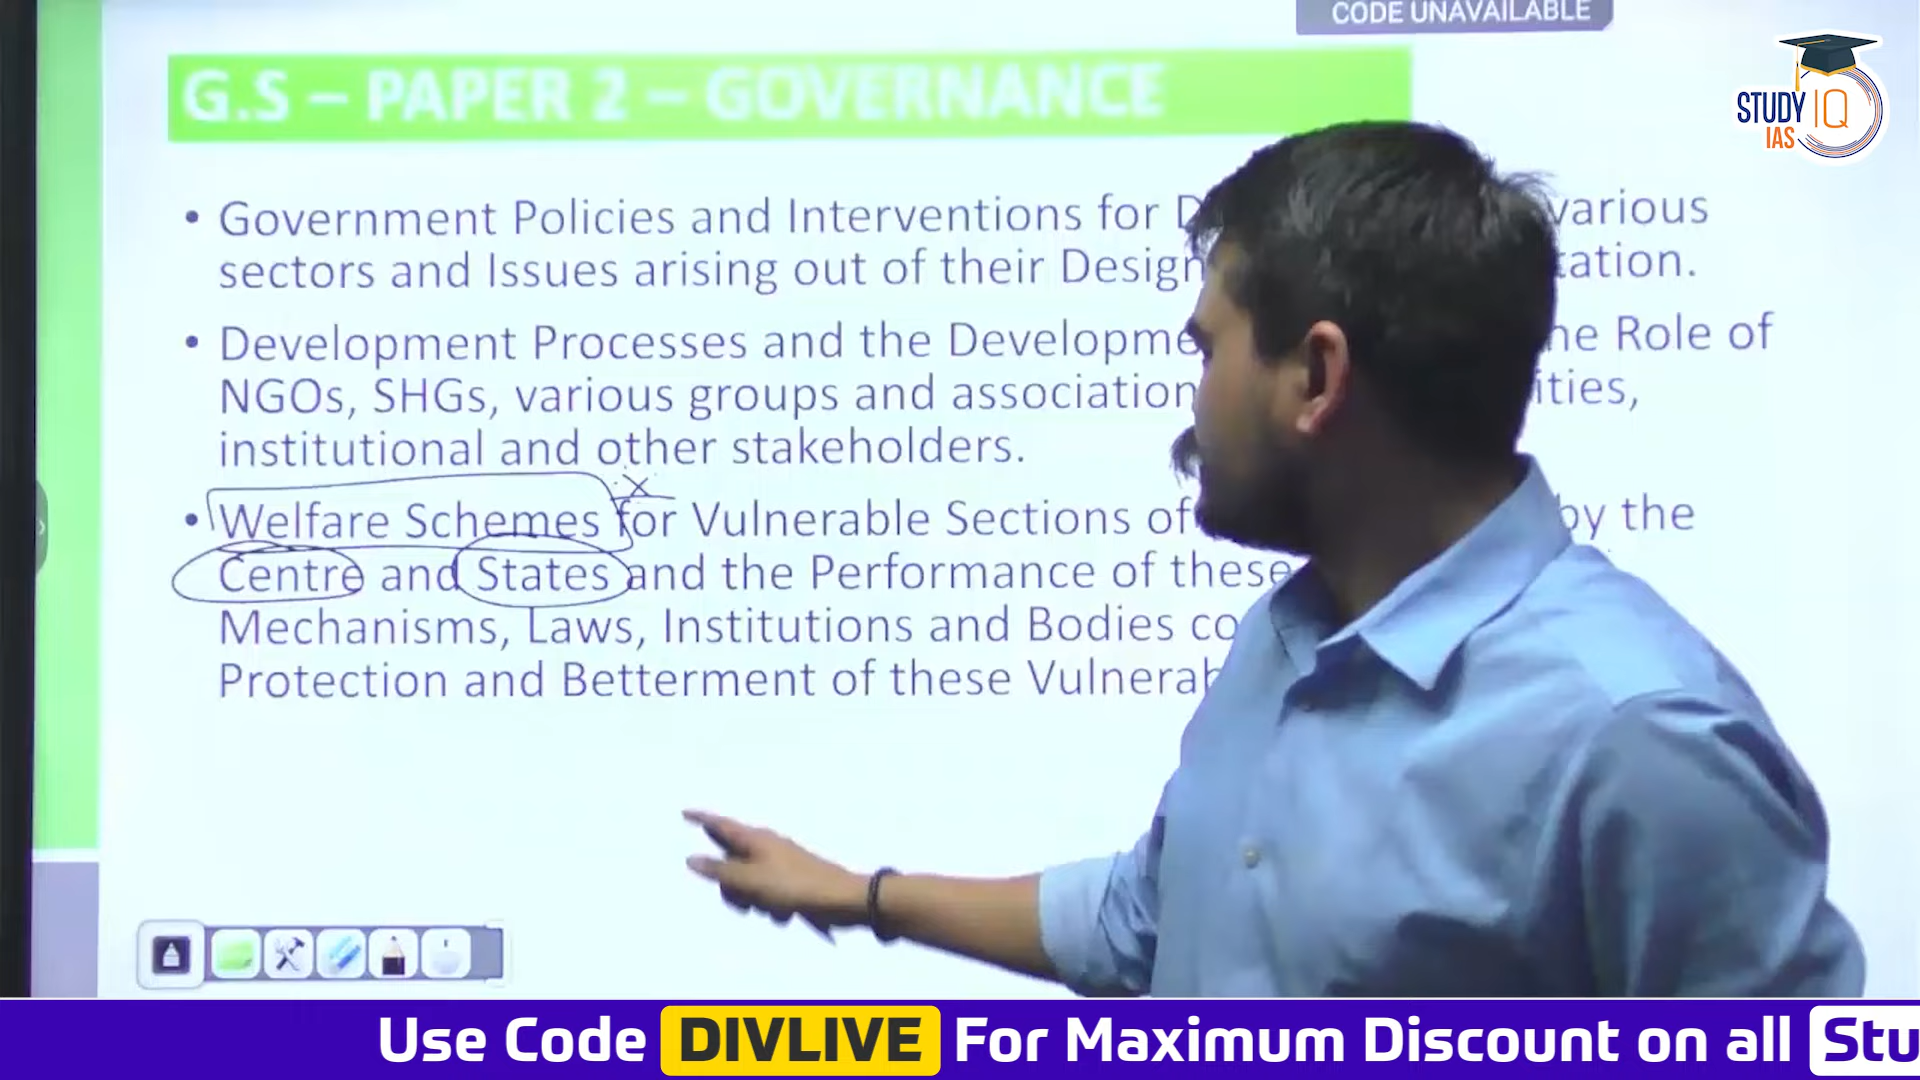 CODE UNAVAILABLE
STUDY IQ
IAS
G.S – PAPER 2 – GOVERNANCE
• Government Policies and Interventions for D various
sectors and Issues arising out of their Design tation.
• Development Processes and the Developme he Role of
NGOs, SHGs, various groups and association ities,
institutional and other stakeholders.
x
• Welfare Schemes for Vulnerable Sections of by the
Centre and States and the Performance of these
Mechanisms, Laws, Institutions and Bodies co
Protection and Betterment of these Vulnerab
Use Code DIVLIVE For Maximum Discount on all Stu